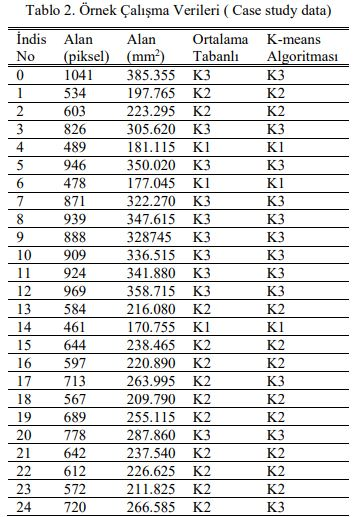 Tablo 2. Örnek Çalışma Verileri ( Case study data)
İndis Alan Alan Ortalama K-means
No (piksel) (mm²) Tabanlı Algoritması
0 1041 385.355 K3 K3
1 534 197.765 K2 K2
2 603 223.295 K2 K2
3 826 305.620 K3 K3
4 489 181.115 K1 K1
5 946 350.020 K3 K3
6 478 177.045 K1 K1
7 871 322.270 K3 K3
8 939 347.615 K3 K3
9 888 328745 K3 K3
10 909 336.515 K3 K3
11 924 341.880 K3 K3
12 969 358.715 K3 K3
13 584 216.080 K2 K2
14 461 170.755 K1 K1
15 644 238.465 K2 K2
16 597 220.890 K2 K2
17 713 263.995 K2 K3
18 567 209.790 K2 K2
19 689 255.115 K2 K2
20 778 287.860 K3 K3
21 642 237.540 K2 K2
22 612 226.625 K2 K2
23 572 211.825 K2 K2
24 720 266.585 K2 K3